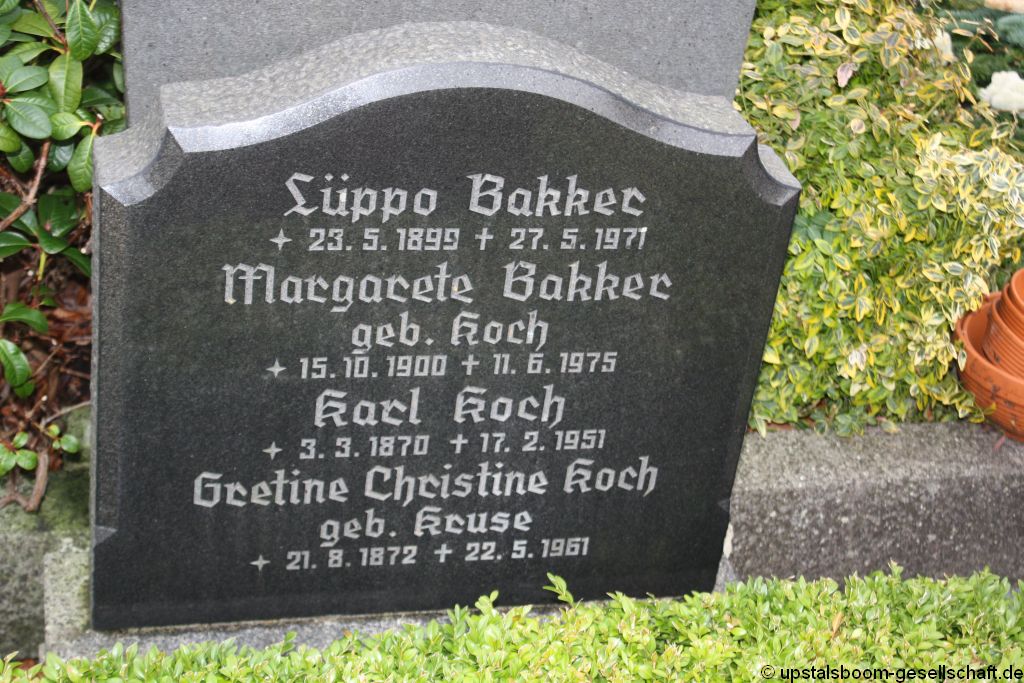 Lüppo Bakker
✦ 23. 5. 1899 ✝ 27. 5. 1971
Margarete Bakker
geb. Koch
✦ 15. 10. 1900 ✝ 11. 6. 1975
Karl Koch
✦ 3. 3. 1870 ✝ 17. 2. 1951
Gretine Christine Koch
geb. Kruse
✦ 21. 8. 1872 ✝ 22. 5. 1961
© upstalsboom-gesellschaft.de